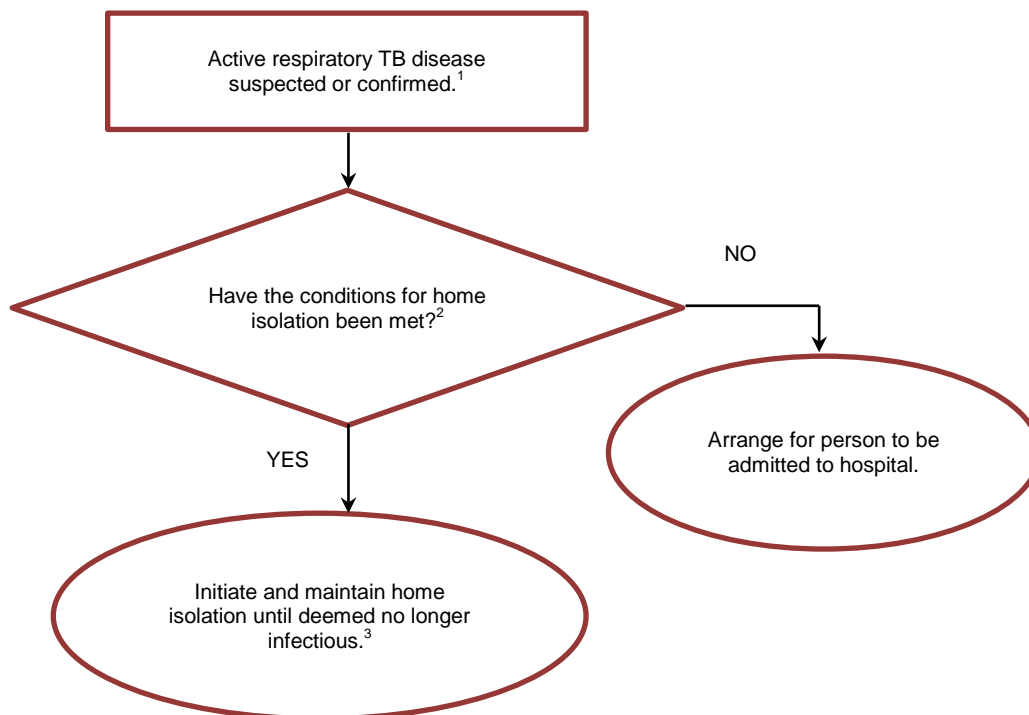 Active respiratory TB disease
suspected or confirmed.¹
NO
Have the conditions for home
isolation been met?²
Arrange for person to be
admitted to hospital.
YES
Initiate and maintain home
isolation until deemed no longer
infectious.³